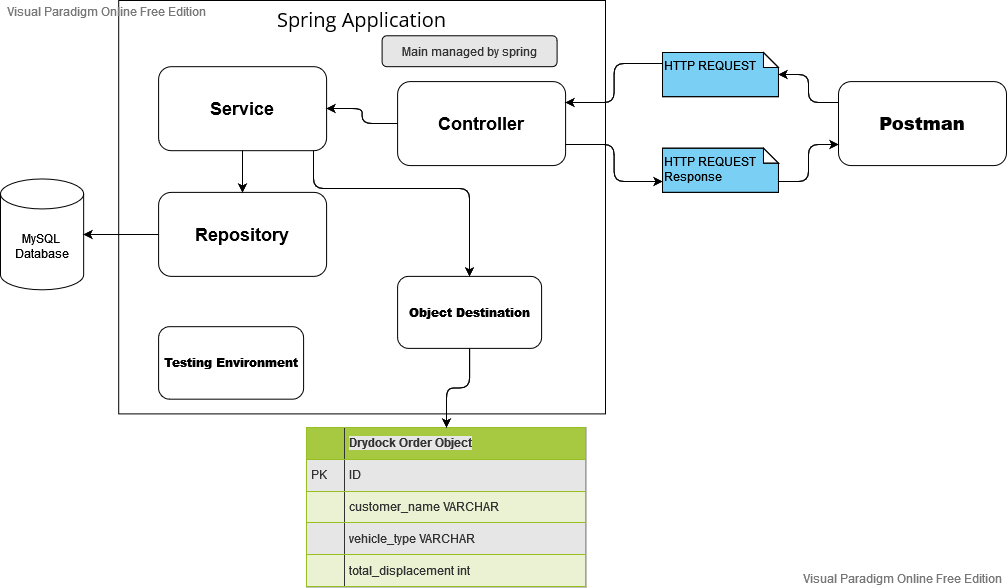 Visual Paradigm Online Free Edition
Spring Application
Main managed by spring
Service
Controller
HTTP REQUEST
Postman
HTTP REQUEST
Response
Repository
MySQL
Database
Object Destination
Testing Environment
Drydock Order Object
PK ID
customer_name VARCHAR
vehicle_type VARCHAR
total_displacement int
Visual Paradigm Online Free Edition